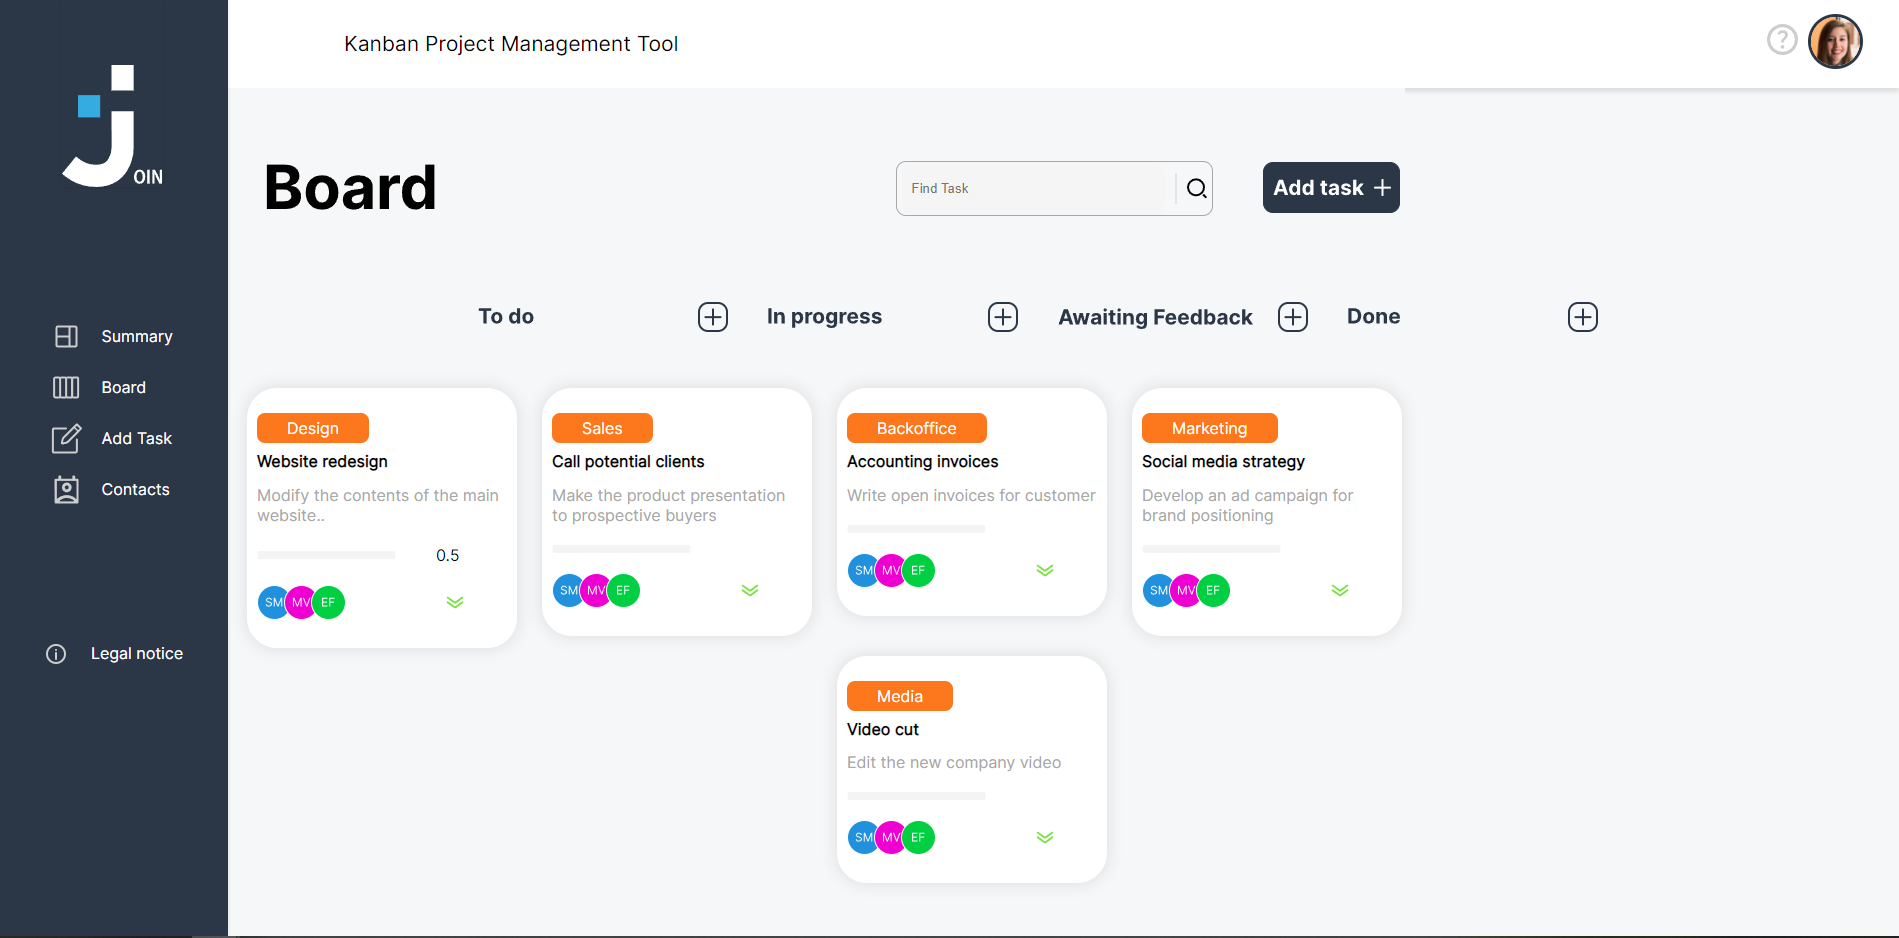 Kanban Project Management Tool
OIN
Summary
Board
Add Task
Contacts
Legal notice
Board
Find Task
Add task
To do
In progress
Awaiting Feedback
Done
Design
Website redesign
Modify the contents of the main
website..
0.5
SM MV EF
Sales
Call potential clients
Make the product presentation
to prospective buyers
SM MV EF
Backoffice
Accounting invoices
Write open invoices for customer
SM MV EF
Media
Video cut
Edit the new company video
SM MV EF
Marketing
Social media strategy
Develop an ad campaign for
brand positioning
SM MV EF